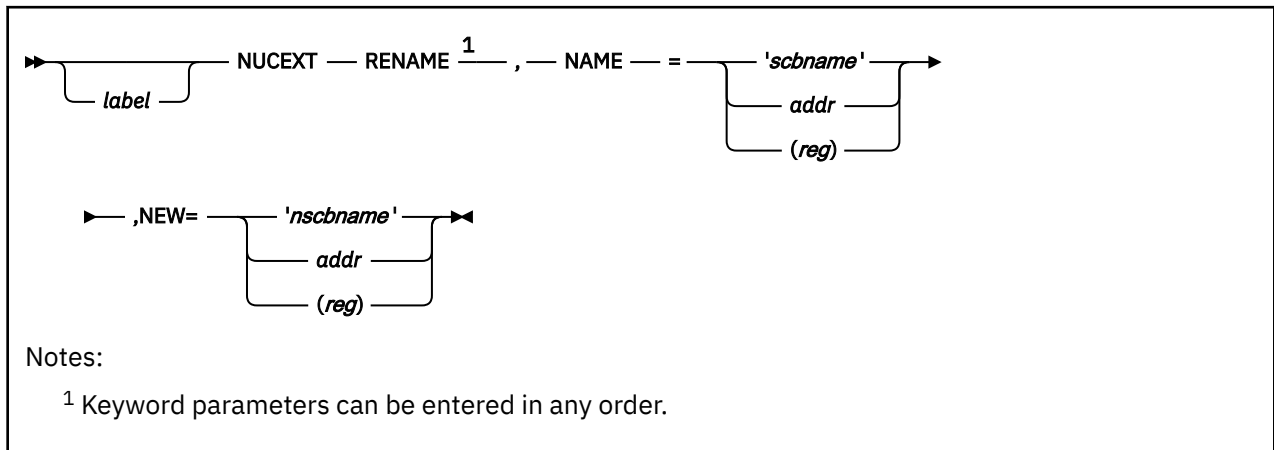 NUCEXT RENAME 1 , NAME = 'scbname'
label addr
(reg)
,NEW= 'nscbname'
addr
(reg)
Notes:
1 Keyword parameters can be entered in any order.